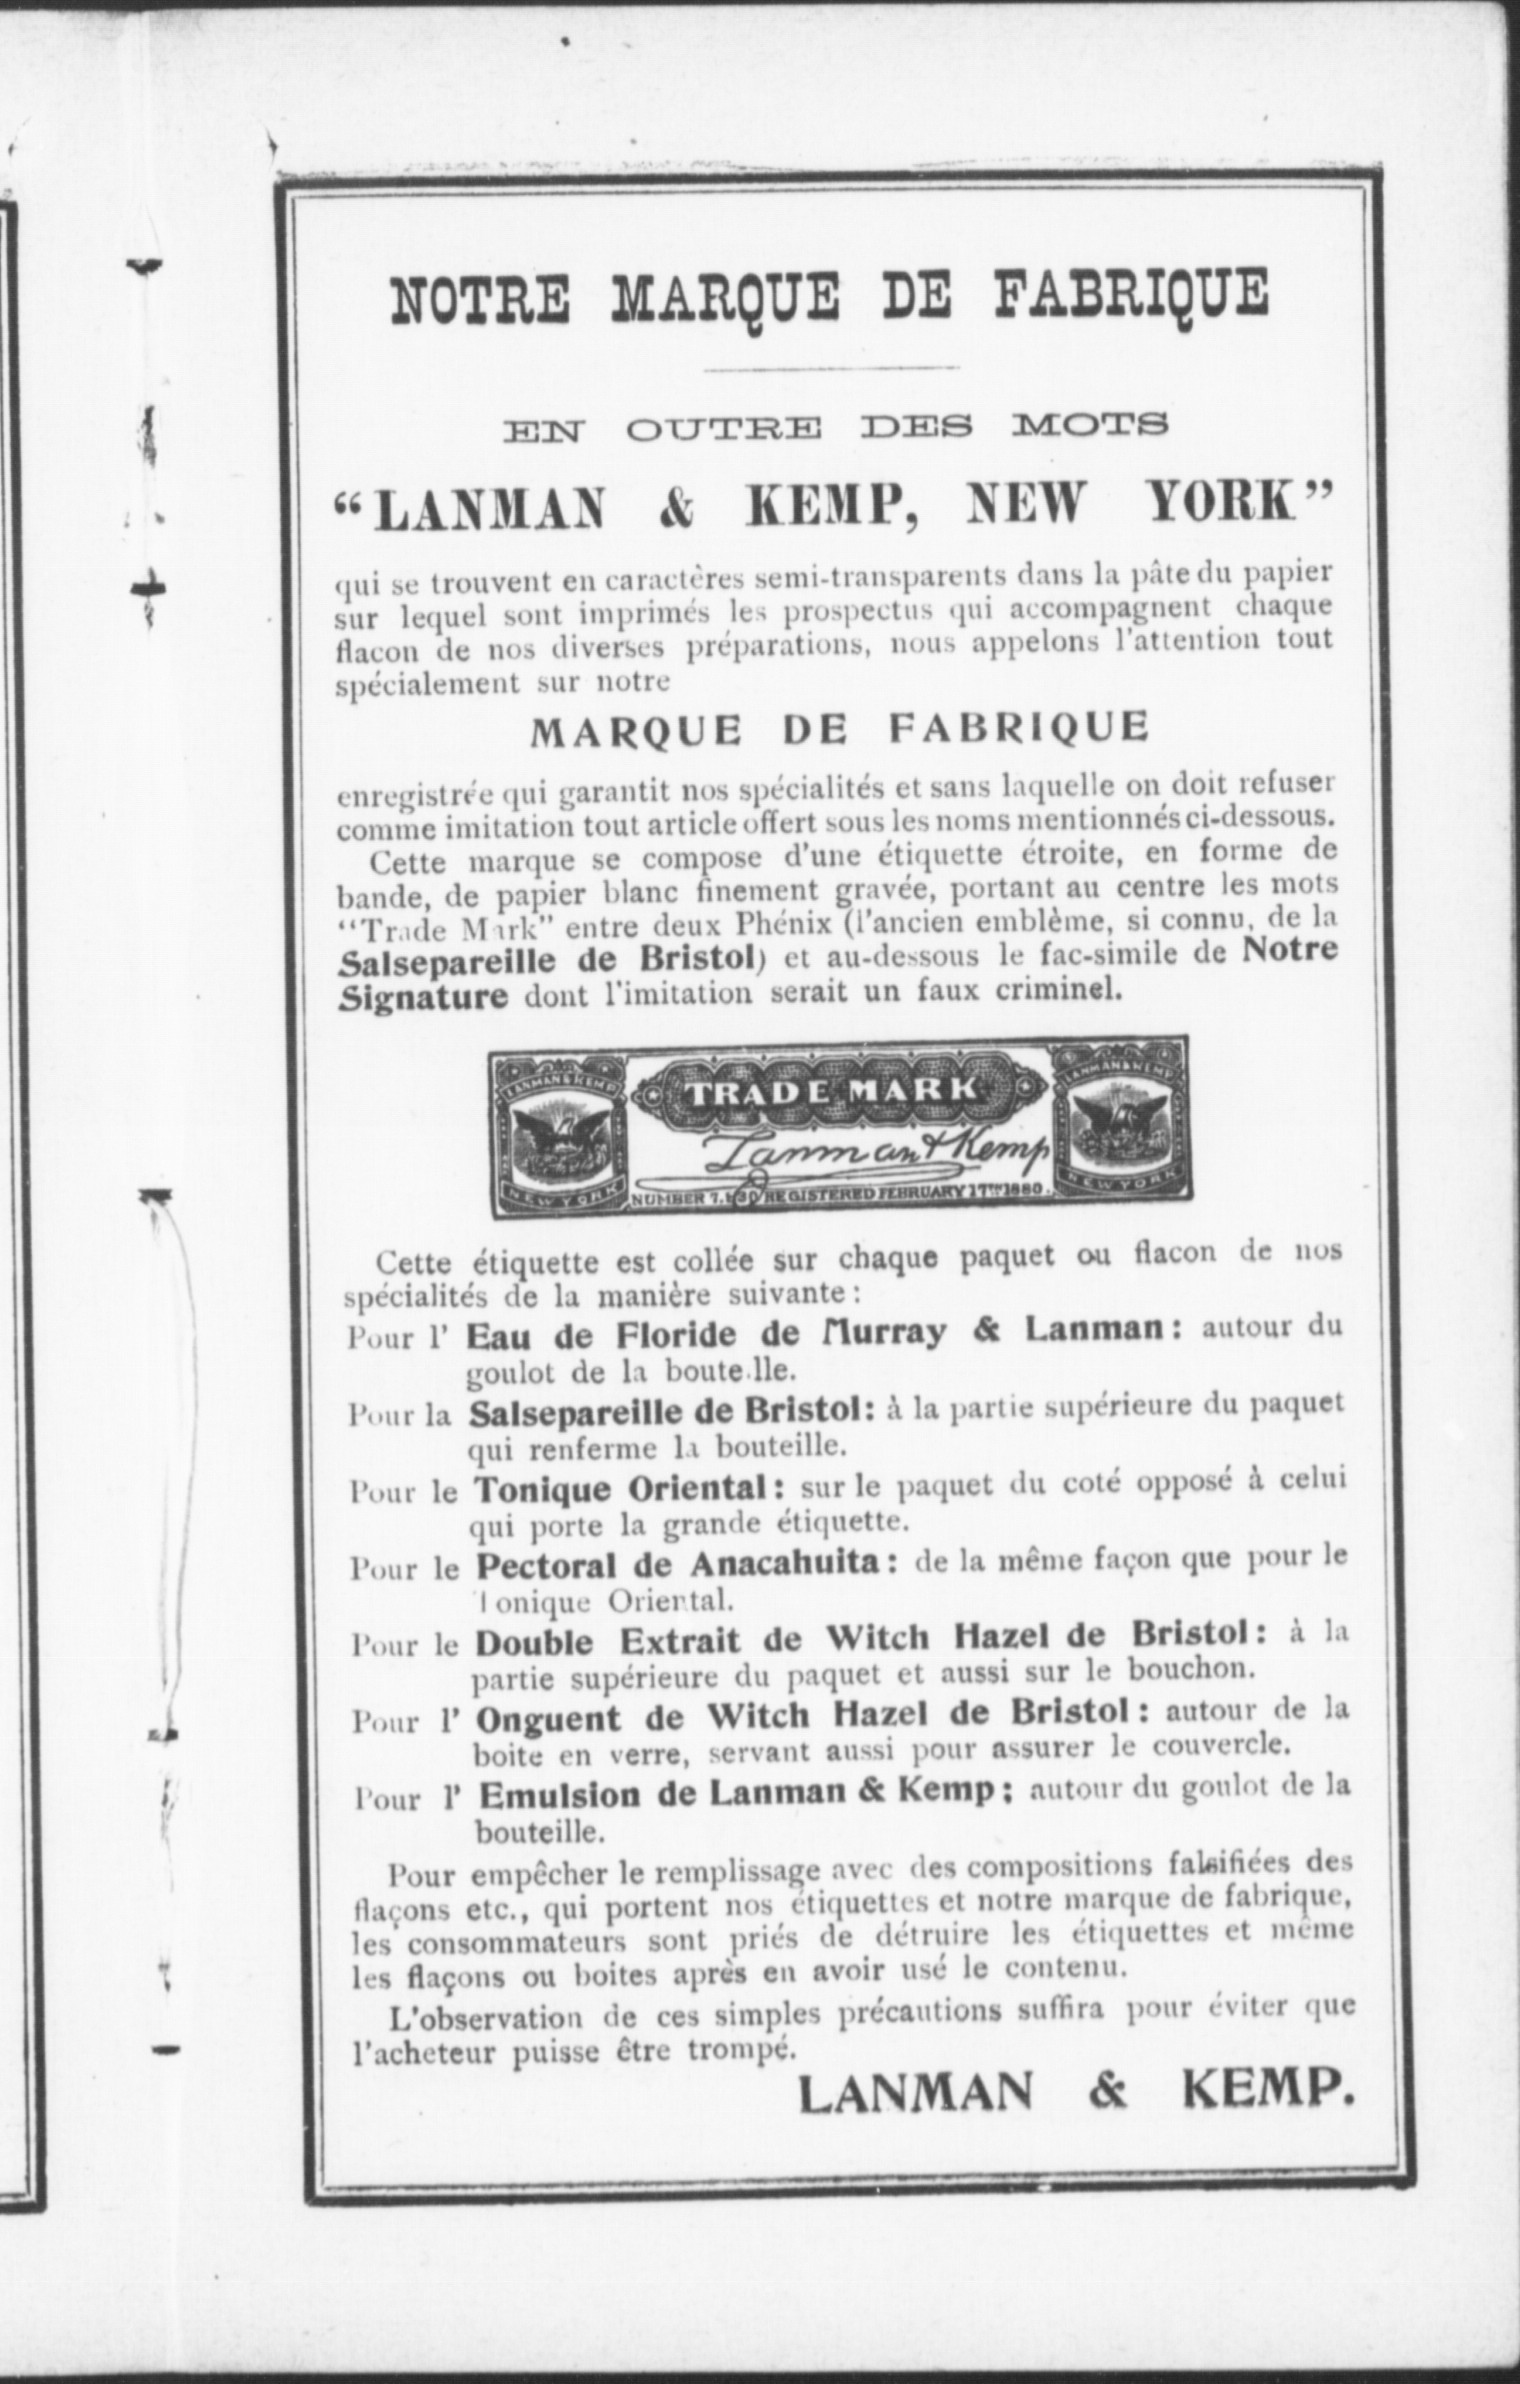 NOTRE MARQUE DE FABRIQUE
EN OUTRE DES MOTS
“LANMAN & KEMP, NEW YORK”
qui se trouvent en caractères semi-transparents dans la pâte du papier
sur lequel sont imprimés les prospectus qui accompagnent chaque
flacon de nos diverses préparations, nous appelons l'attention tout
spécialement sur notre
MARQUE DE FABRIQUE
enregistrée qui garantit nos spécialités et sans laquelle on doit refuser
comme imitation tout article offert sous les noms mentionnés ci-dessous.
Cette marque se compose d'une étiquette étroite, en forme de
bande, de papier blanc finement gravée, portant au centre les mots
“Trade Mark” entre deux Phénix (l'ancien emblème, si connu, de la
Salsepareille de Bristol) et au-dessous le fac-simile de Notre
Signature dont l'imitation serait un faux criminel.
LANMAN & KEMP
NEW YORK
TRADE MARK
Lanman & Kemp
REGISTERED FEBRUARY 17TH 1880.
LANMAN & KEMP
NEW YORK
Cette étiquette est collée sur chaque paquet ou flacon de nos
spécialités de la manière suivante:
Pour l' Eau de Floride de Murray & Lanman: autour du
goulot de la bouteille.
Pour la Salsepareille de Bristol: à la partie supérieure du paquet
qui renferme la bouteille.
Pour le Tonique Oriental: sur le paquet du coté opposé à celui
qui porte la grande étiquette.
Pour le Pectoral de Anacahuita: de la même façon que pour le
Tonique Oriental.
Pour le Double Extrait de Witch Hazel de Bristol: à la
partie supérieure du paquet et aussi sur le bouchon.
Pour l' Onguent de Witch Hazel de Bristol: autour de la
boite en verre, servant aussi pour assurer le couvercle.
Pour l' Emulsion de Lanman & Kemp; autour du goulot de la
bouteille.
Pour empêcher le remplissage avec des compositions falsifiées des
flaçons etc., qui portent nos étiquettes et notre marque de fabrique,
les consommateurs sont priés de détruire les étiquettes et même
les flaçons ou boites après en avoir usé le contenu.
L'observation de ces simples précautions suffira pour éviter que
l'acheteur puisse être trompé.
LANMAN & KEMP.